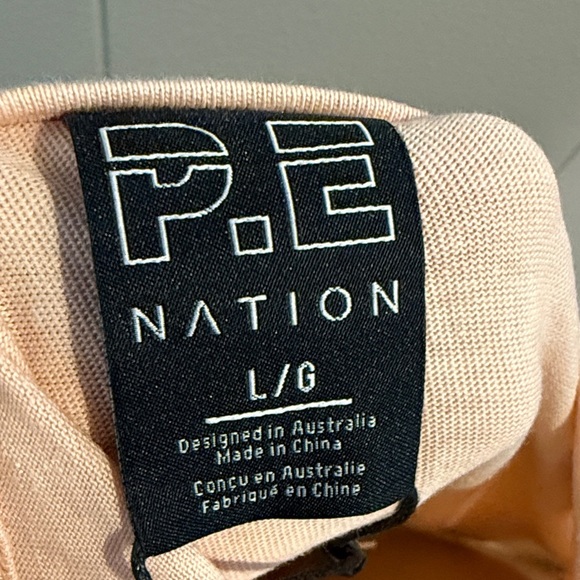 P.E
NATION
L/G
Designed in Australia
Made in China
Conçu en Australie
Fabriqué en Chine